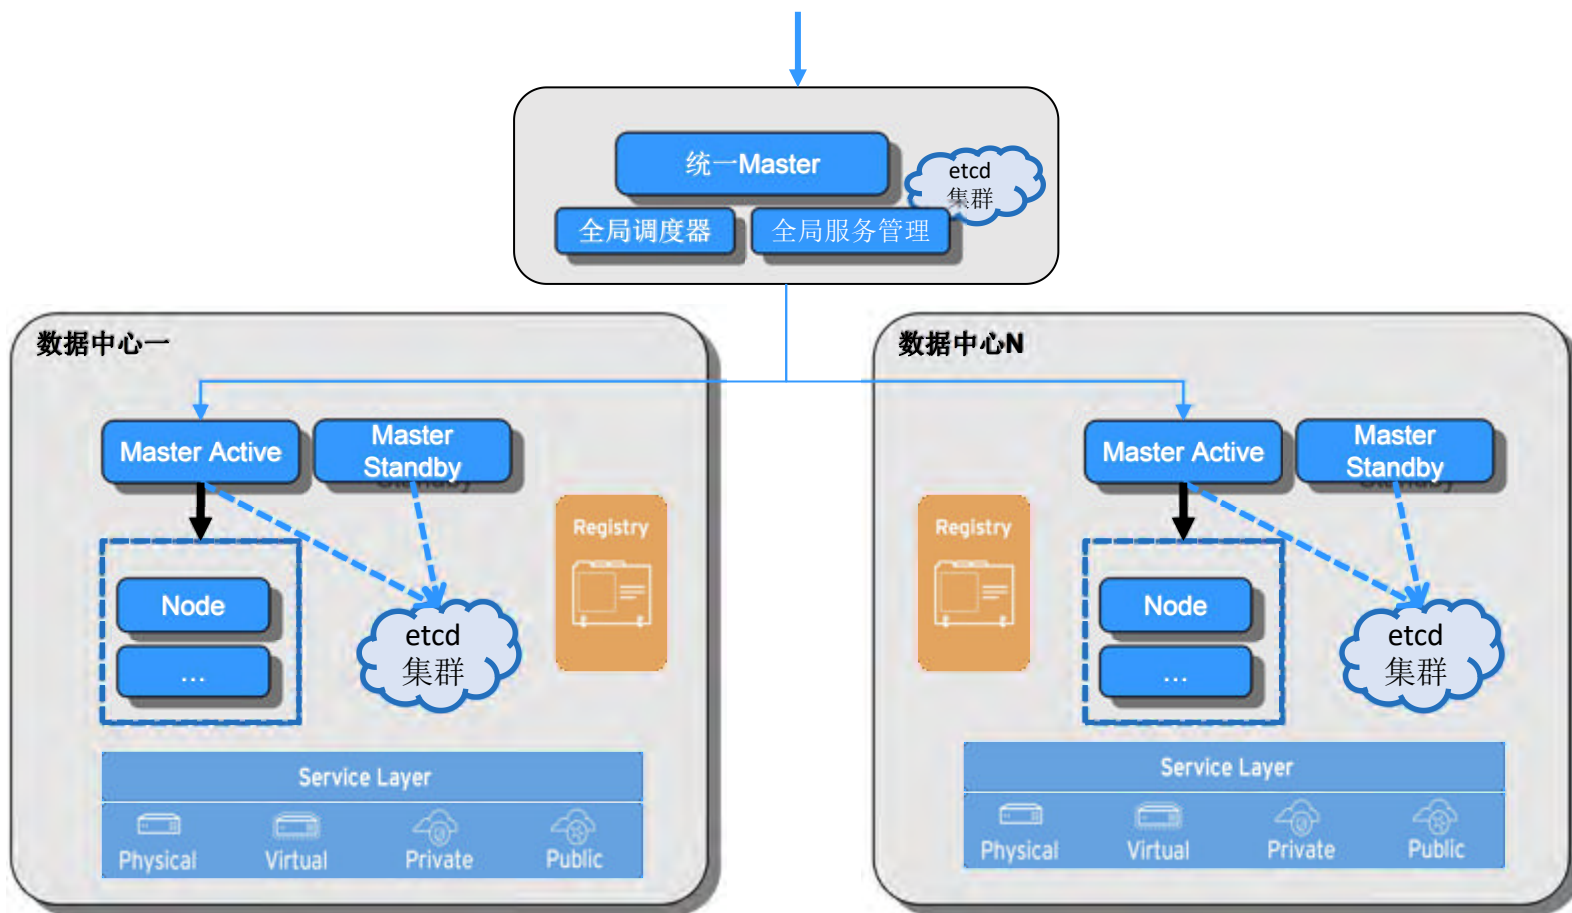 统一Master
etcd
集群
全局调度器
全局服务管理
数据中心一
Master Active
Master
Standby
Registry
Node
...
etcd
集群
Service Layer
Physical
Virtual
Private
Public
数据中心N
Master Active
Master
Standby
Registry
Node
...
etcd
集群
Service Layer
Physical
Virtual
Private
Public